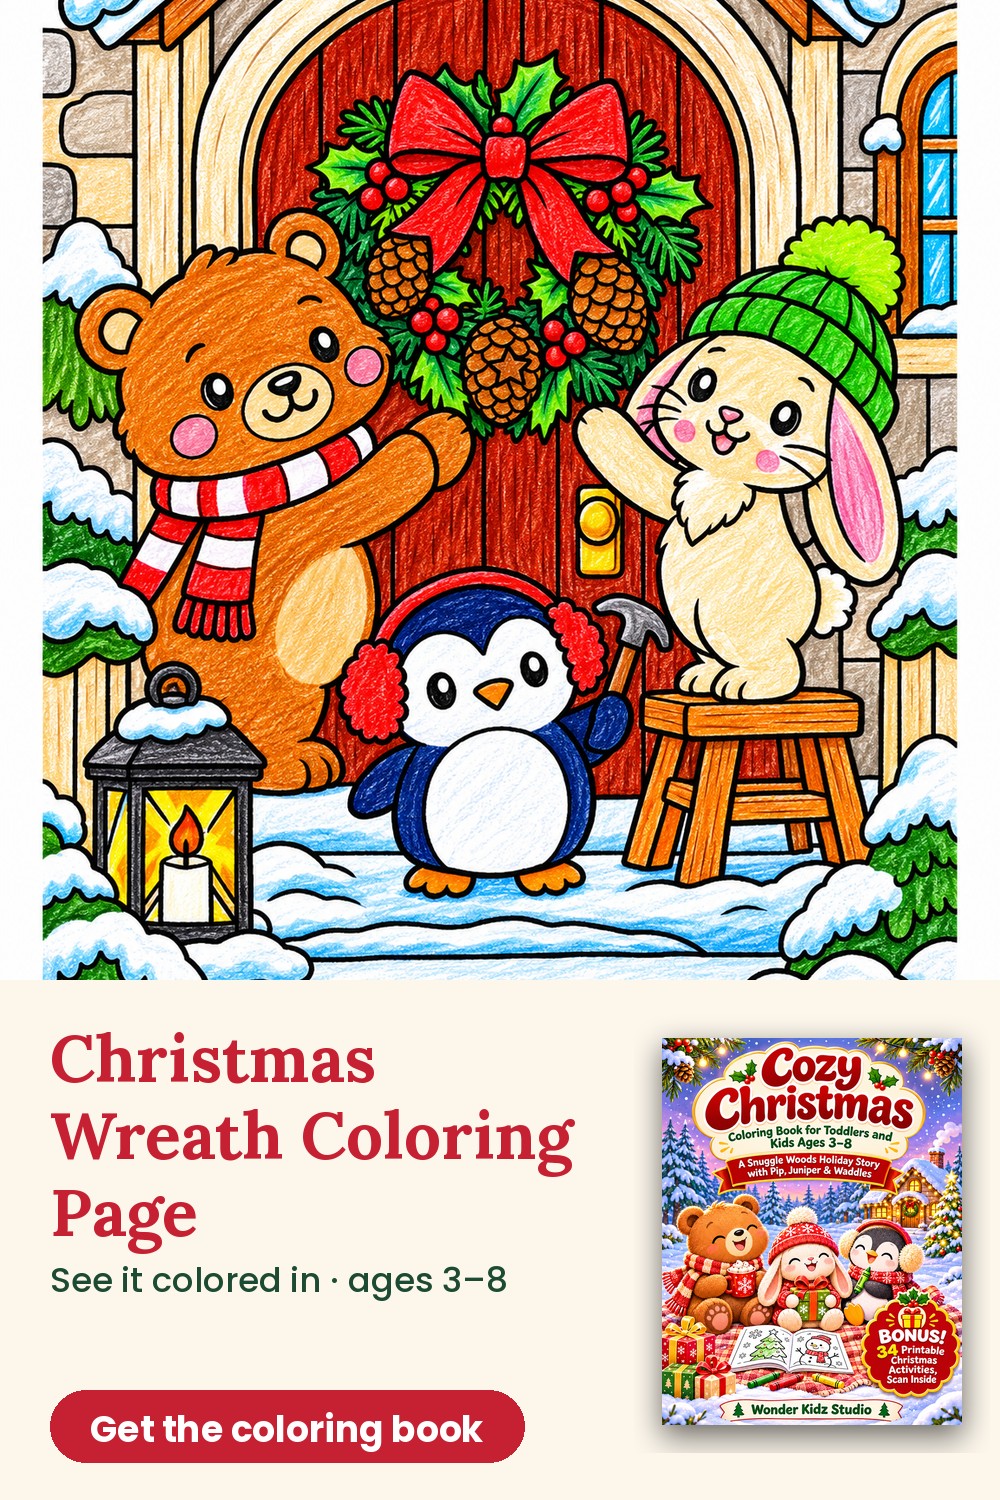 Christmas
Wreath Coloring
Page
See it colored in · ages 3–8
Get the coloring book
Cozy
Christmas
Coloring Book for Toddlers and
Kids Ages 3–8
A Snuggle Woods Holiday Story
with Pip, Juniper & Waddles
BONUS!
34 Printable
Christmas
Activities,
Scan Inside
Wonder Kidz Studio